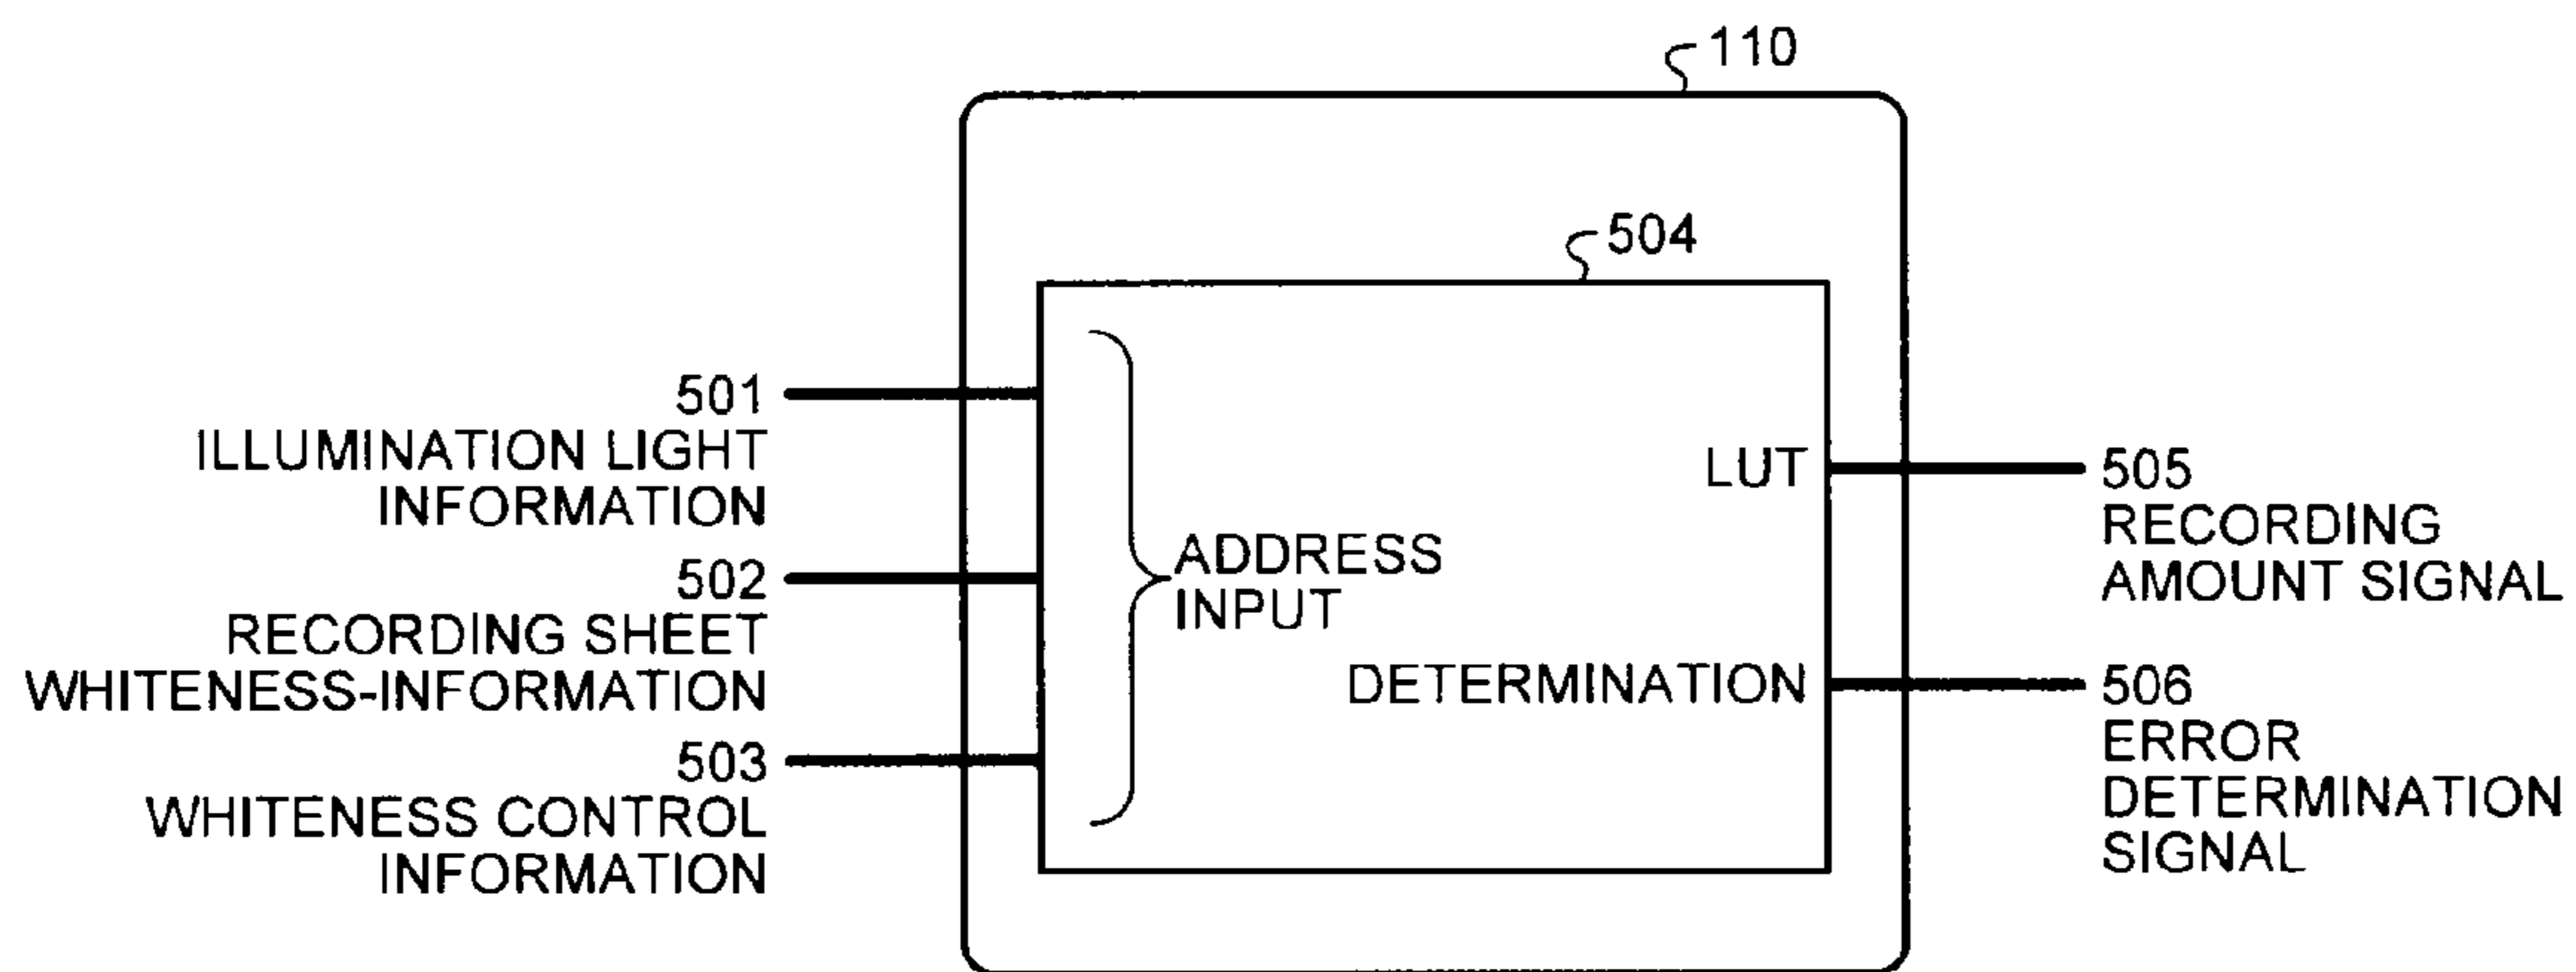 110
504
501
ILLUMINATION LIGHT
INFORMATION
502
RECORDING SHEET
WHITENESS-INFORMATION
503
WHITENESS CONTROL
INFORMATION
ADDRESS
INPUT
LUT
DETERMINATION
505
RECORDING
AMOUNT SIGNAL
506
ERROR
DETERMINATION
SIGNAL